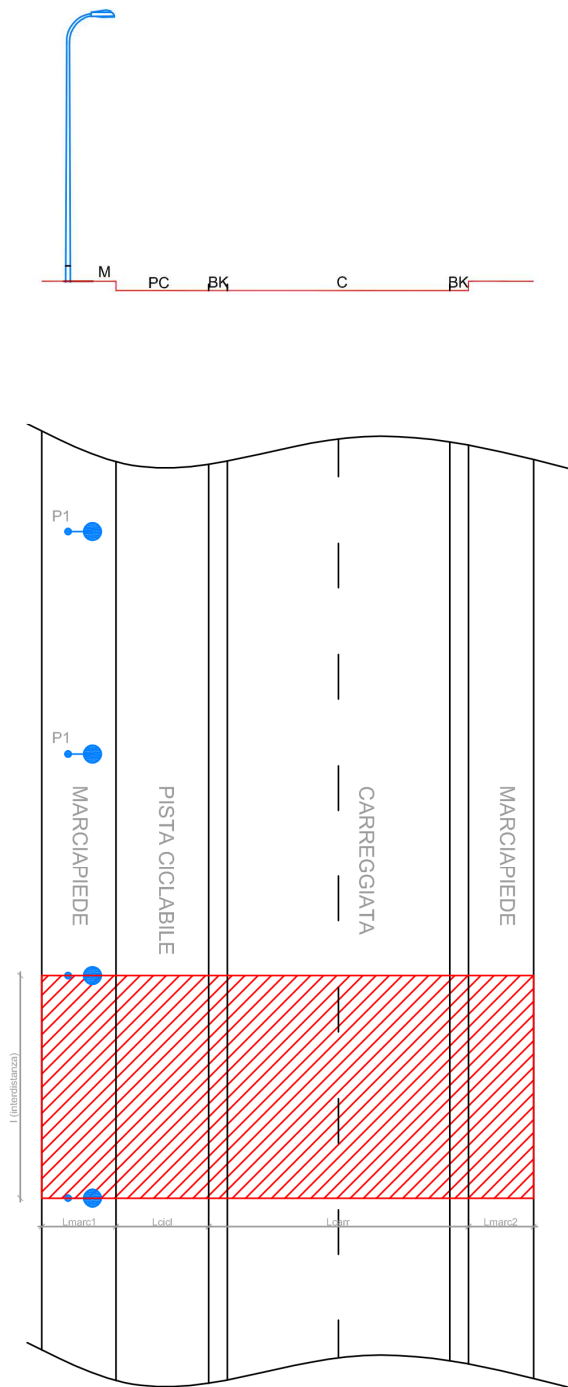 M
PC
BK
C
BK
P1
P1
MARCIAPIEDE
PISTA CICLABILE
CARREGGIATA
MARCIAPIEDE
I (interdistanza)
Lmarc1
Lcicl
Lcarr
Lmarc2